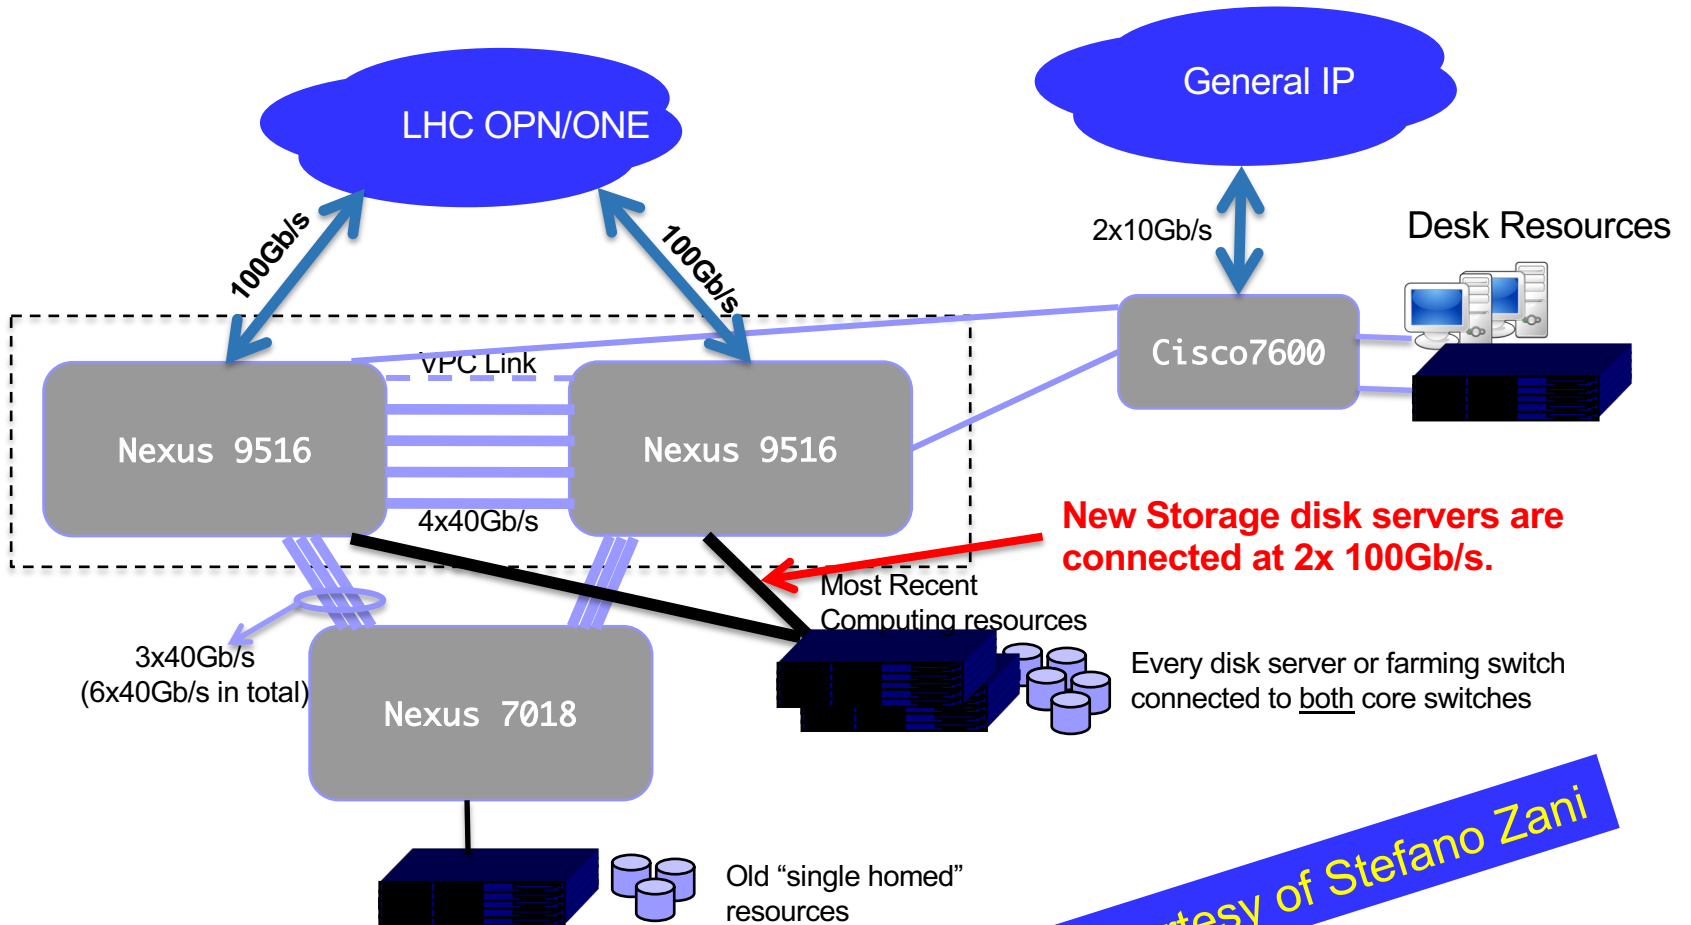 General IP
LHC OPN/ONE
100Gb/s
100Gb/s
2x10Gb/s
Desk Resources
VPC Link
Cisco7600
Nexus 9516
Nexus 9516
4x40Gb/s
New Storage disk servers are
connected at 2x 100Gb/s.
Most Recent
Computing resources
3x40Gb/s
(6x40Gb/s in total)
Every disk server or farming switch
connected to both core switches
Nexus 7018
Old “single homed”
resources
of Stefano Zani